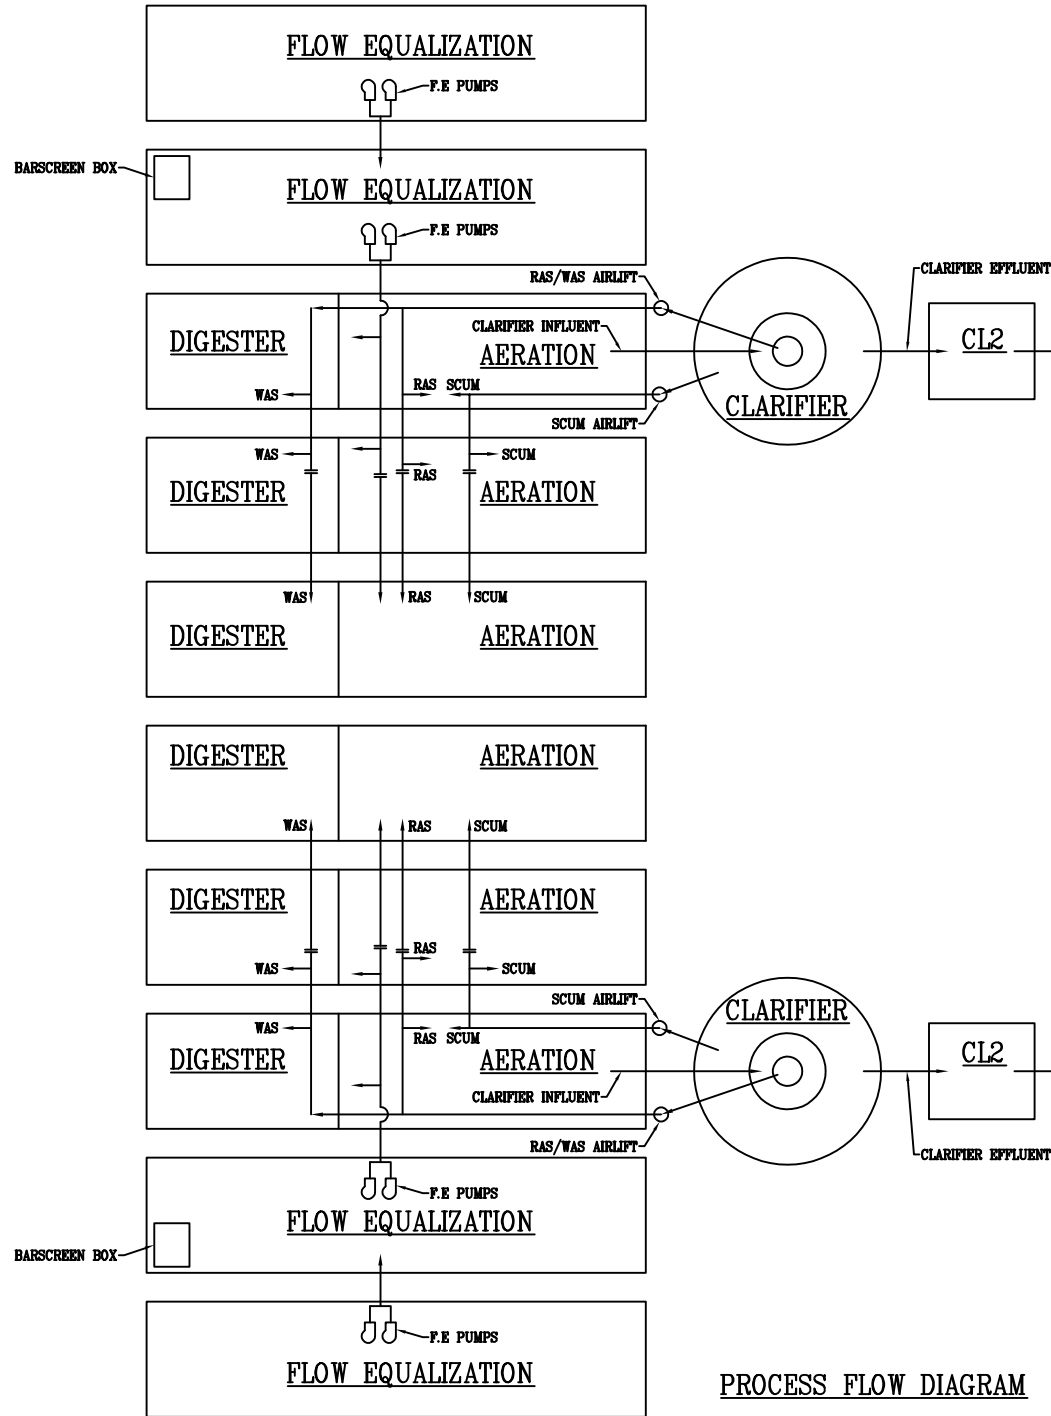 FLOW EQUALIZATION
F.E PUMPS
BARSCREEN BOX
FLOW EQUALIZATION
F.E PUMPS
RAS/WAS AIRLIFT
CLARIFIER EFFLUENT
DIGESTER
CLARIFIER INFLUENT
AERATION
CL2
WAS
RAS SCUM
CLARIFIER
SCUM AIRLIFT
WAS
SCUM
RAS
DIGESTER
AERATION
WAS
RAS
SCUM
DIGESTER
AERATION
DIGESTER
AERATION
WAS
RAS
SCUM
DIGESTER
AERATION
RAS
WAS
SCUM
SCUM AIRLIFT
CLARIFIER
WAS
RAS SCUM
DIGESTER
AERATION
CL2
CLARIFIER INFLUENT
RAS/WAS AIRLIFT
CLARIFIER EFFLUENT
F.E PUMPS
FLOW EQUALIZATION
BARSCREEN BOX
F.E PUMPS
FLOW EQUALIZATION
PROCESS FLOW DIAGRAM